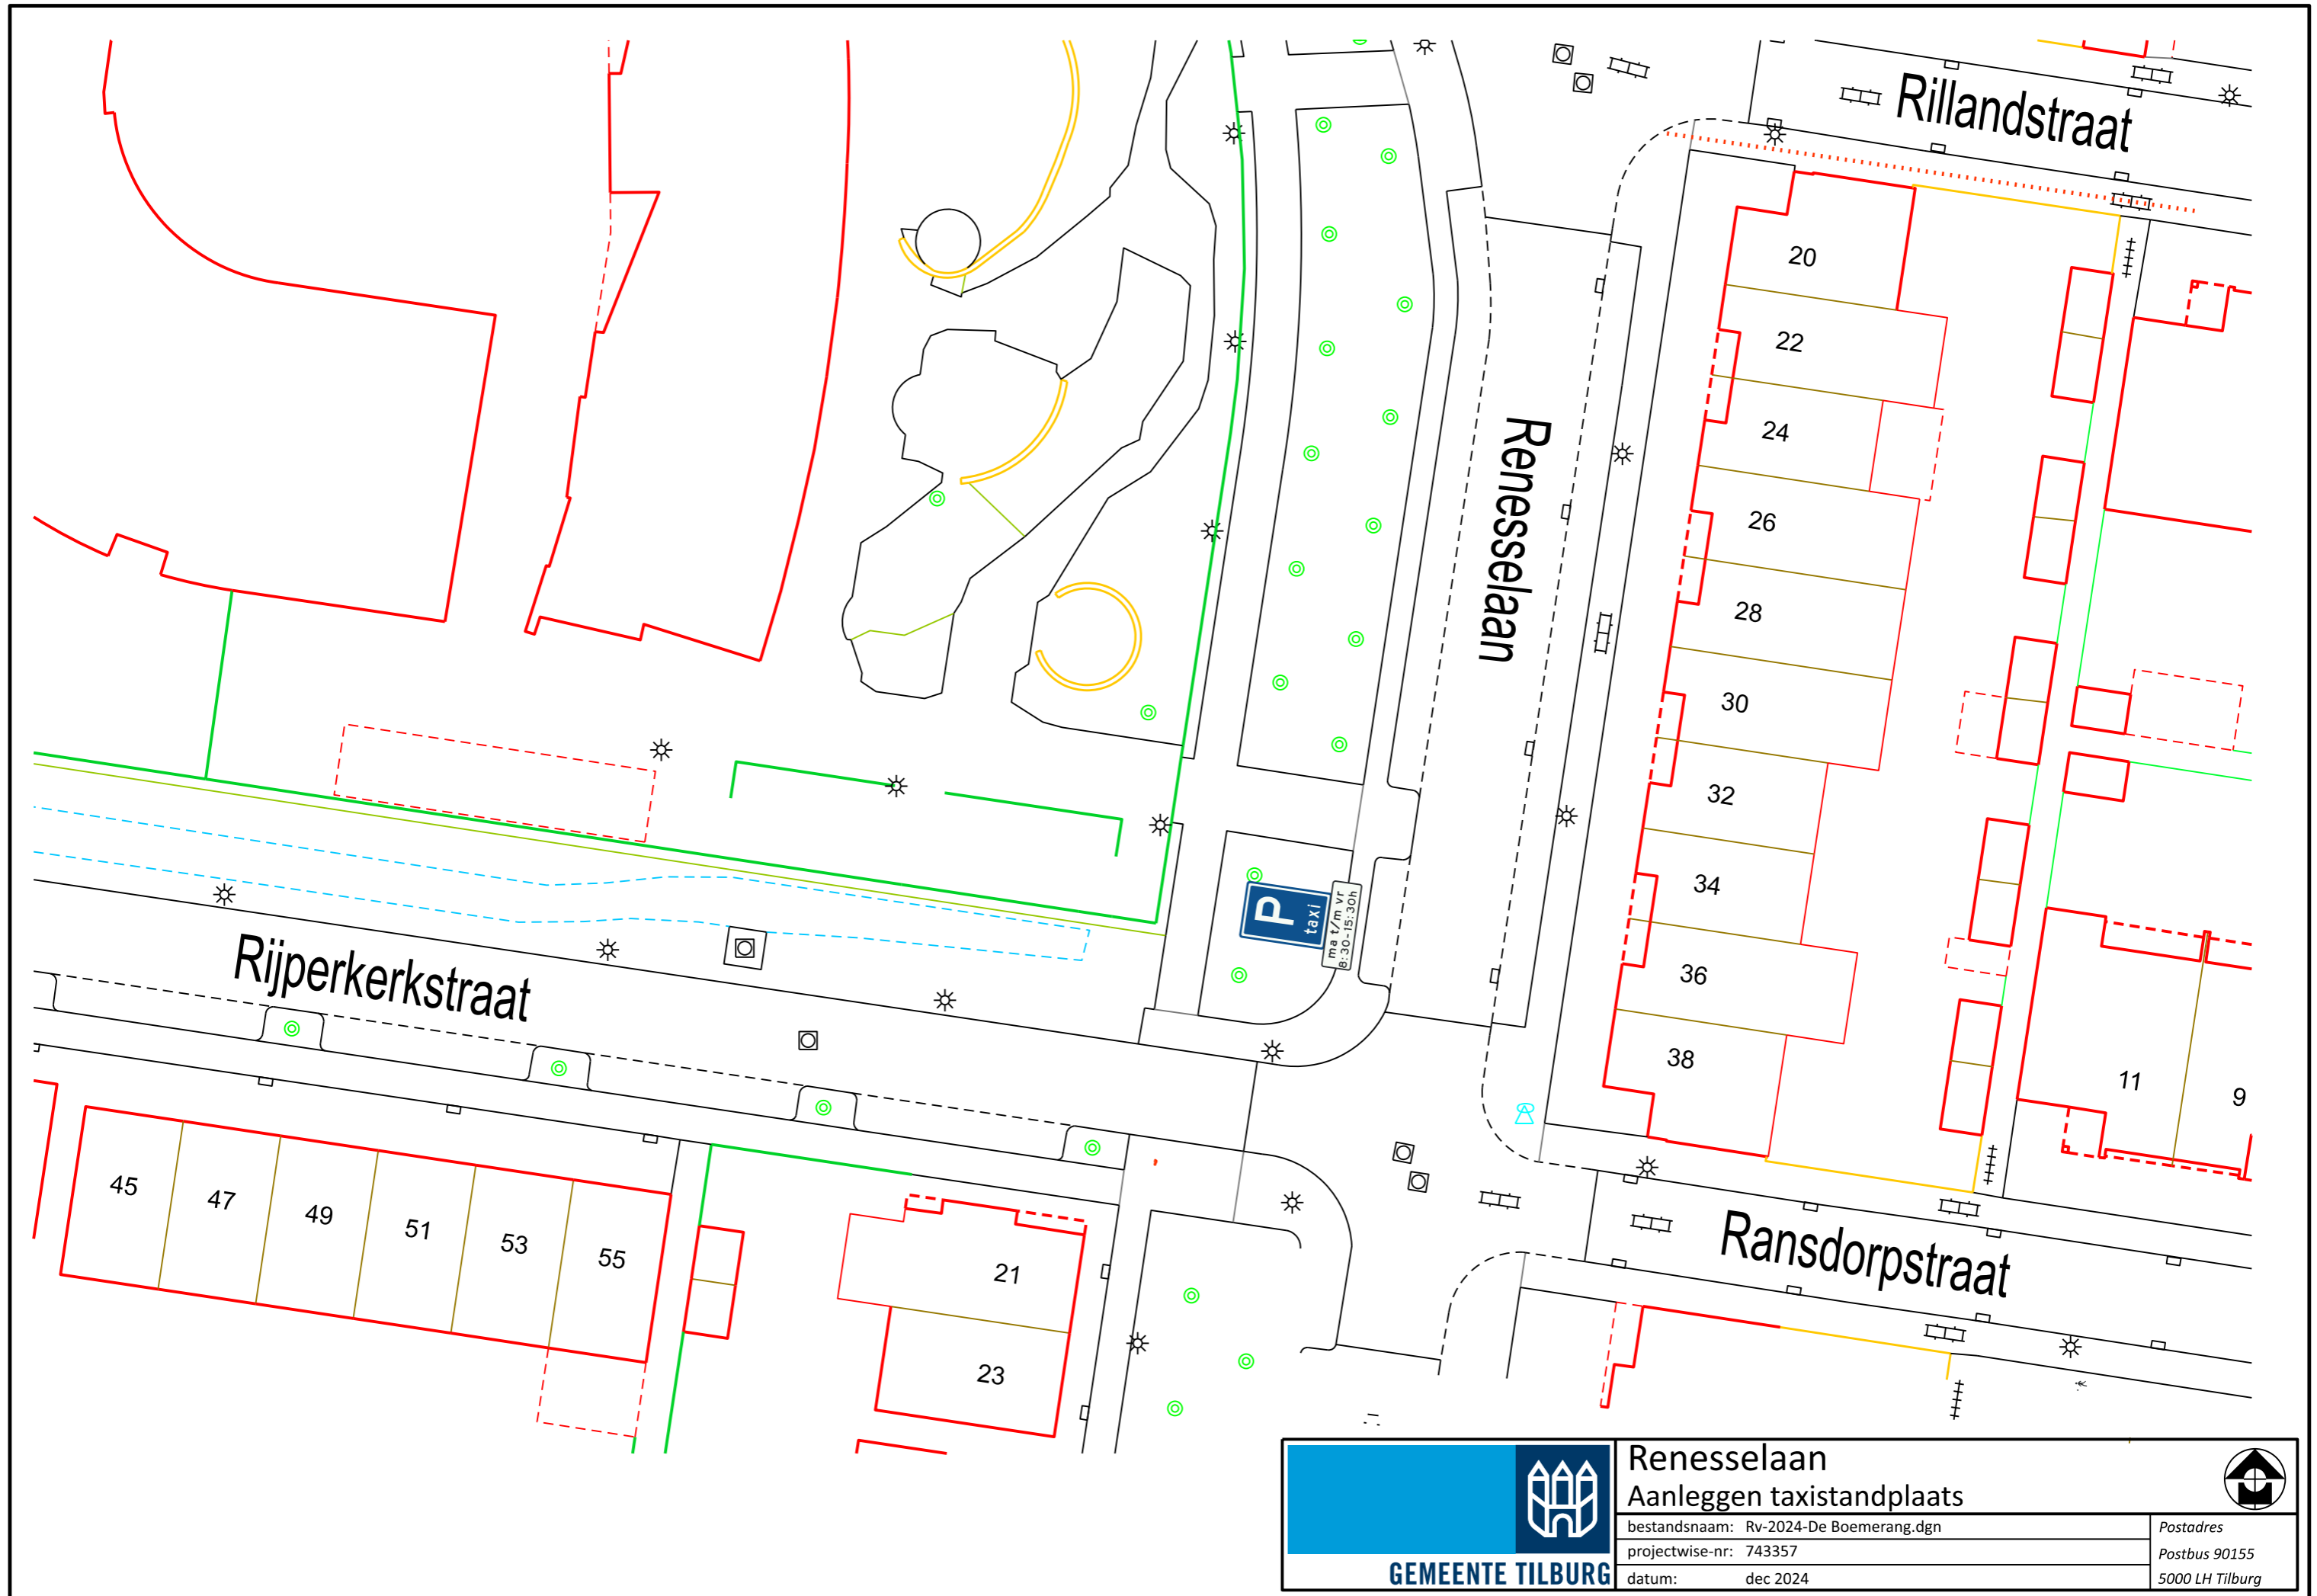 Rillandstraat
20
22
24
26
28
30
32
34
36
38
Renesselaan
P
taxi
ma t/m vr
8:30-15:30h
Rijperkerkstraat
45
47
49
51
53
55
21
23
11
9
Ransdorpstraat
Renesselaan
Aanleggen taxistandplaats
bestandsnaam: Rv-2024-De Boemerang.dgn
projectwise-nr: 743357
datum: dec 2024
Postadres
Postbus 90155
5000 LH Tilburg
GEMEENTE TILBURG